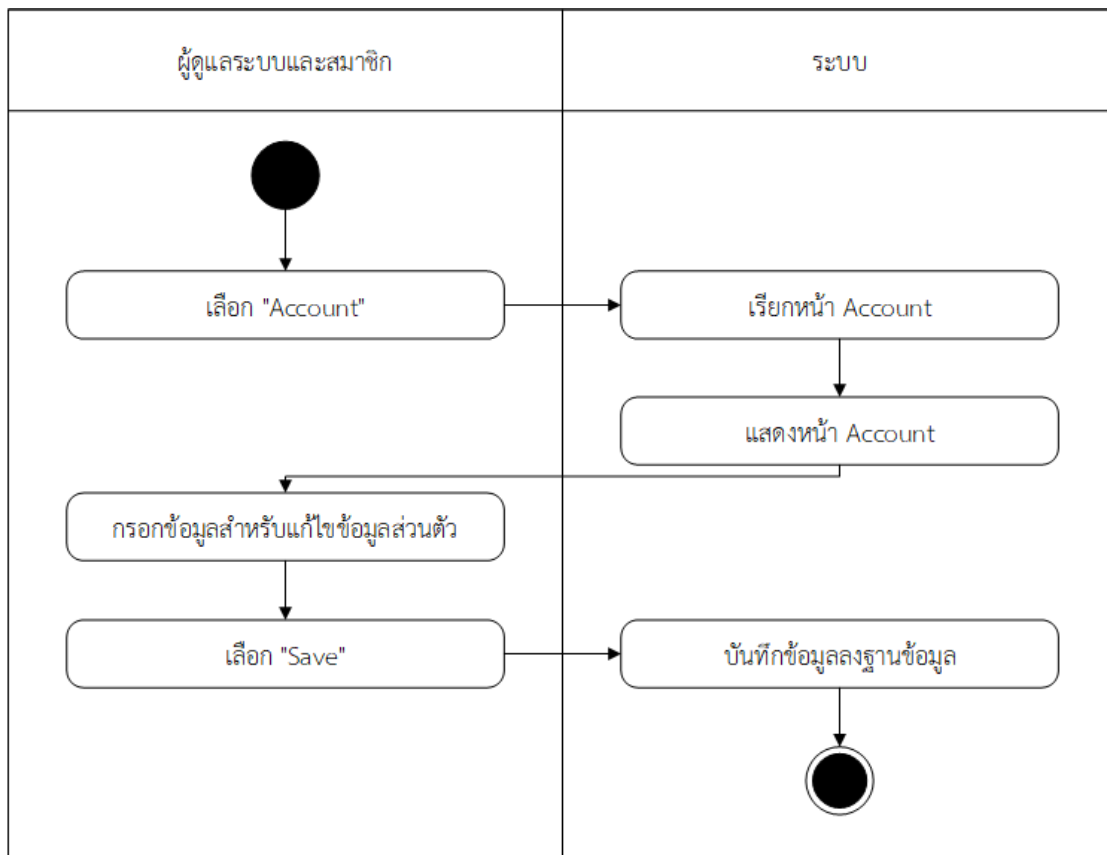 ผู้ดูแลระบบและสมาชิก
ระบบ
เลือก "Account"
เรียกหน้า Account
แสดงหน้า Account
กรอกข้อมูลสำหรับแก้ไขข้อมูลส่วนตัว
เลือก "Save"
บันทึกข้อมูลลงฐานข้อมูล